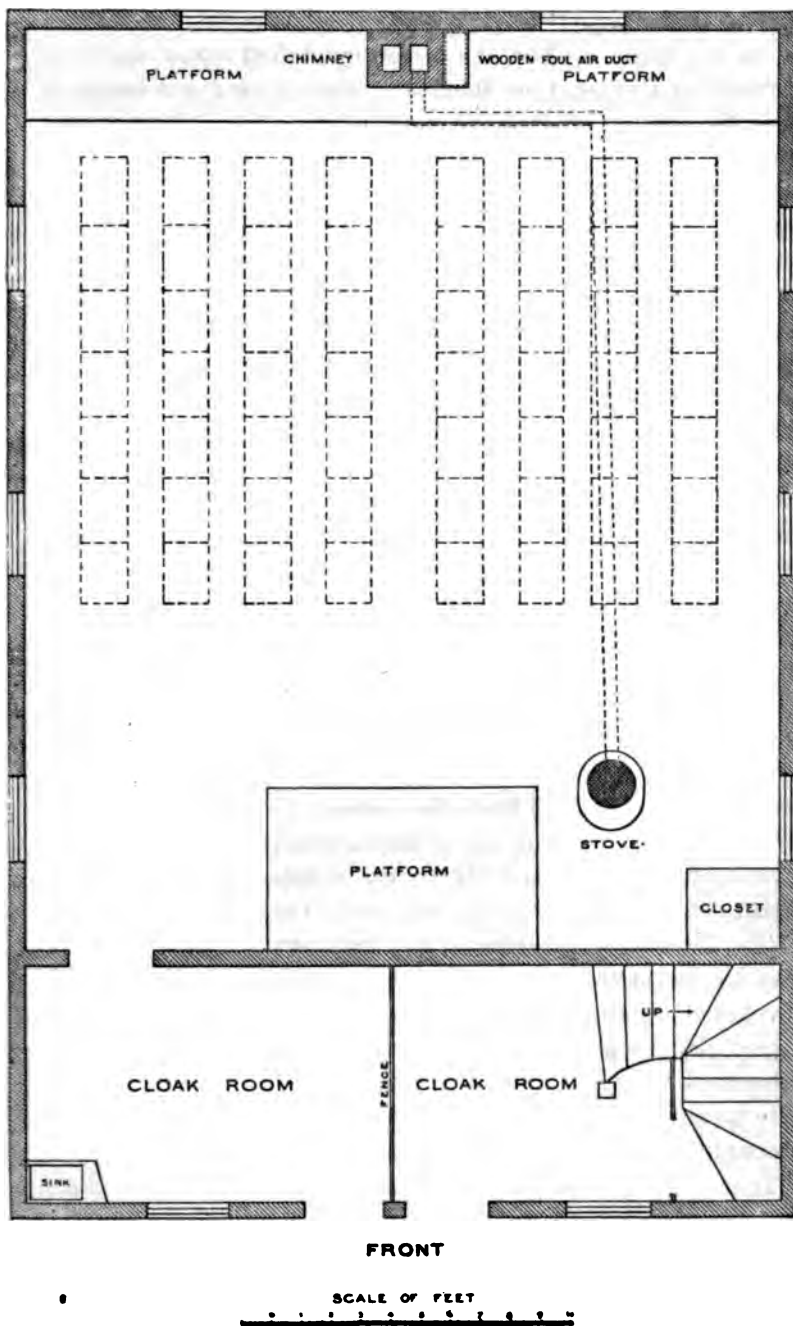 CHIMNEY
WOODEN FOUL AIR DUCT
PLATFORM
PLATFORM
STOVE.
PLATFORM
CLOSET
UP
CLOAK ROOM
FENCE
CLOAK ROOM
SINK
FRONT
SCALE OF FEET